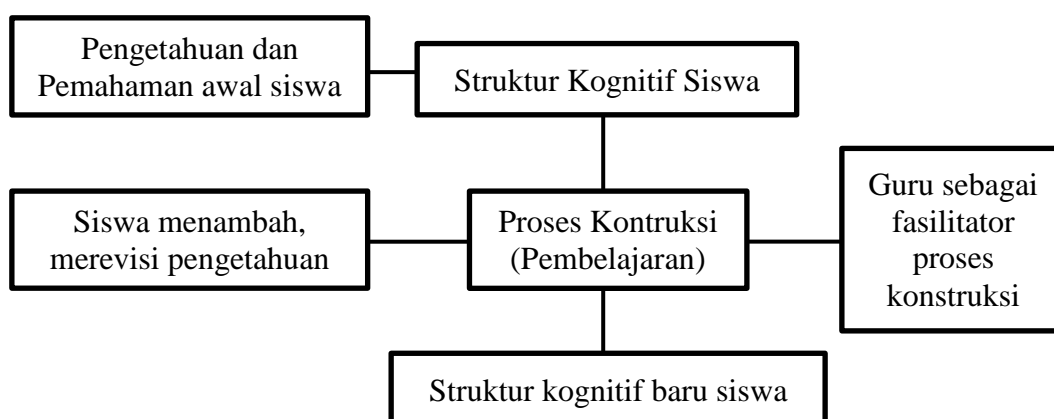 Pengetahuan dan
Pemahaman awal siswa
Struktur Kognitif Siswa
Siswa menambah,
merevisi pengetahuan
Proses Kontruksi
(Pembelajaran)
Guru sebagai
fasilitator
proses
konstruksi
Struktur kognitif baru siswa